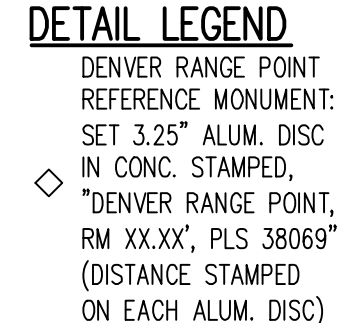 DETAIL LEGEND
DENVER RANGE POINT
REFERENCE MONUMENT:
SET 3.25" ALUM. DISC
IN CONC. STAMPED,
"DENVER RANGE POINT,
RM XX.XX', PLS 38069"
(DISTANCE STAMPED
ON EACH ALUM. DISC)